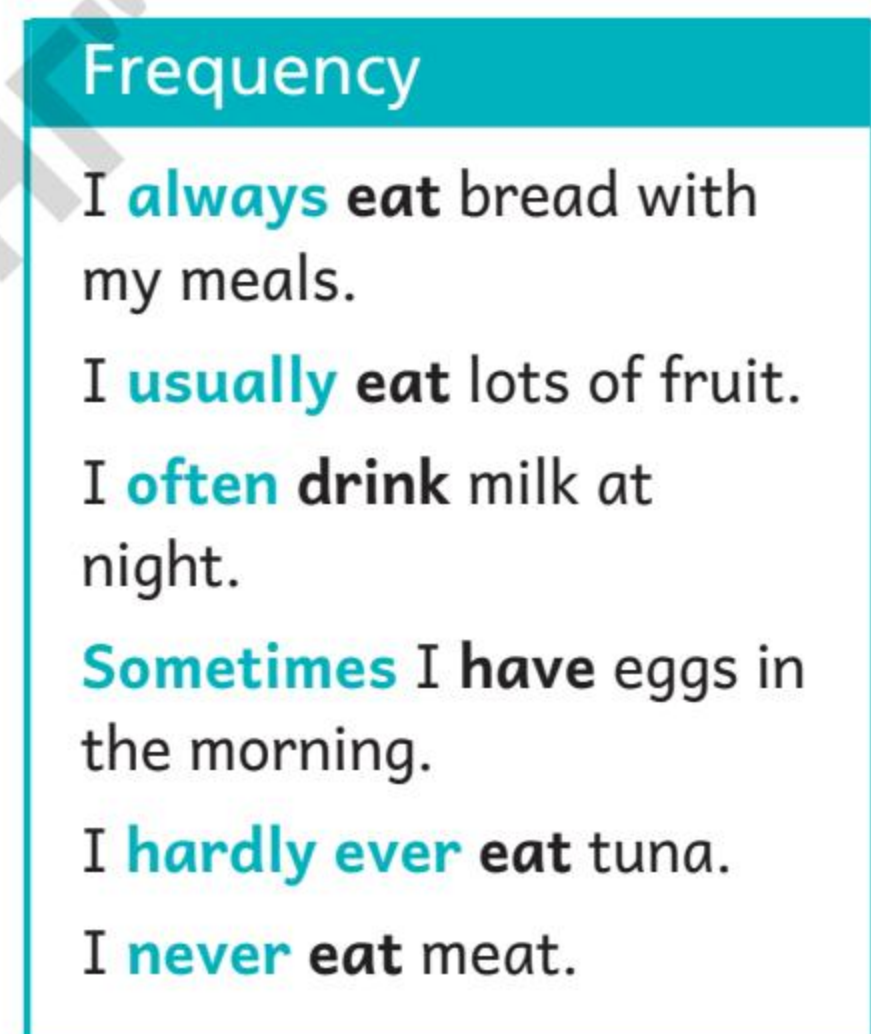 Frequency
I always eat bread with
my meals.
I usually eat lots of fruit.
I often drink milk at
night.
Sometimes I have eggs in
the morning.
I hardly ever eat tuna.
I never eat meat.